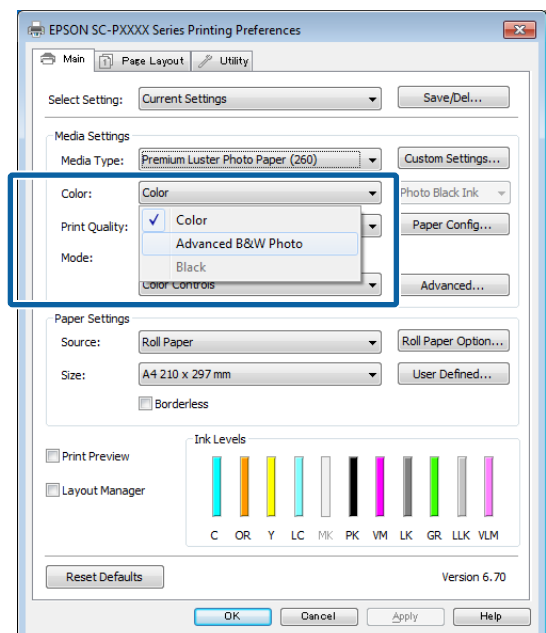 EPSON SC-PXXXX Series Printing Preferences
Main Page Layout Utility
Select Setting: Current Settings Save/Del...
Media Settings
Media Type: Premium Luster Photo Paper (260) Custom Settings...
Color: Color Photo Black Ink
Color
Print Quality: Paper Config...
Advanced B&W Photo
Mode:
Black
Color Controls Advanced...
Paper Settings
Source: Roll Paper Roll Paper Option...
Size: A4 210 x 297 mm User Defined...
Borderless
Ink Levels
Print Preview
Layout Manager
C OR Y LC MK PK VM LK GR LLK VLM
Reset Defaults Version 6.70
OK Cancel Apply Help